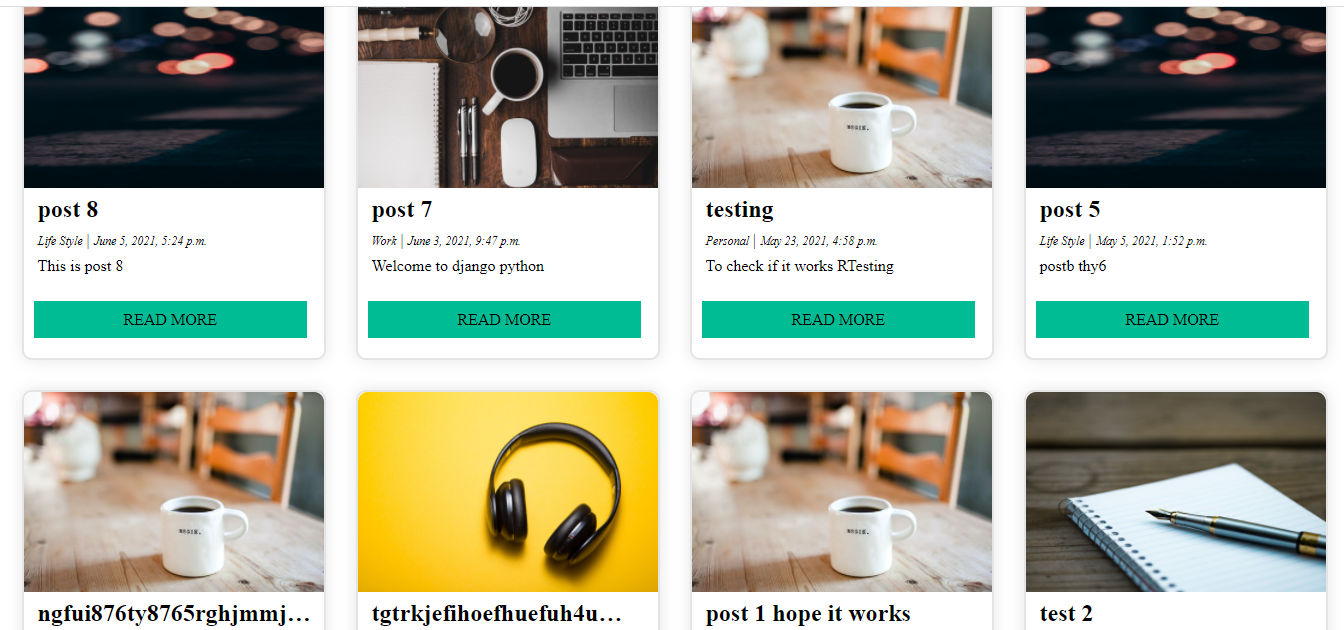 post 8
Life Style | June 5, 2021, 5:24 p.m.
This is post 8
READ MORE
post 7
Work | June 3, 2021, 9:47 p.m.
Welcome to django python
READ MORE
testing
Personal | May 23, 2021, 4:58 p.m.
To check if it works RTesting
READ MORE
post 5
Life Style | May 5, 2021, 1:52 p.m.
postb thy6
READ MORE
ngfui876ty8765rghjmmj...
tgtrkjefihoefhuefuh4u...
post 1 hope it works
test 2